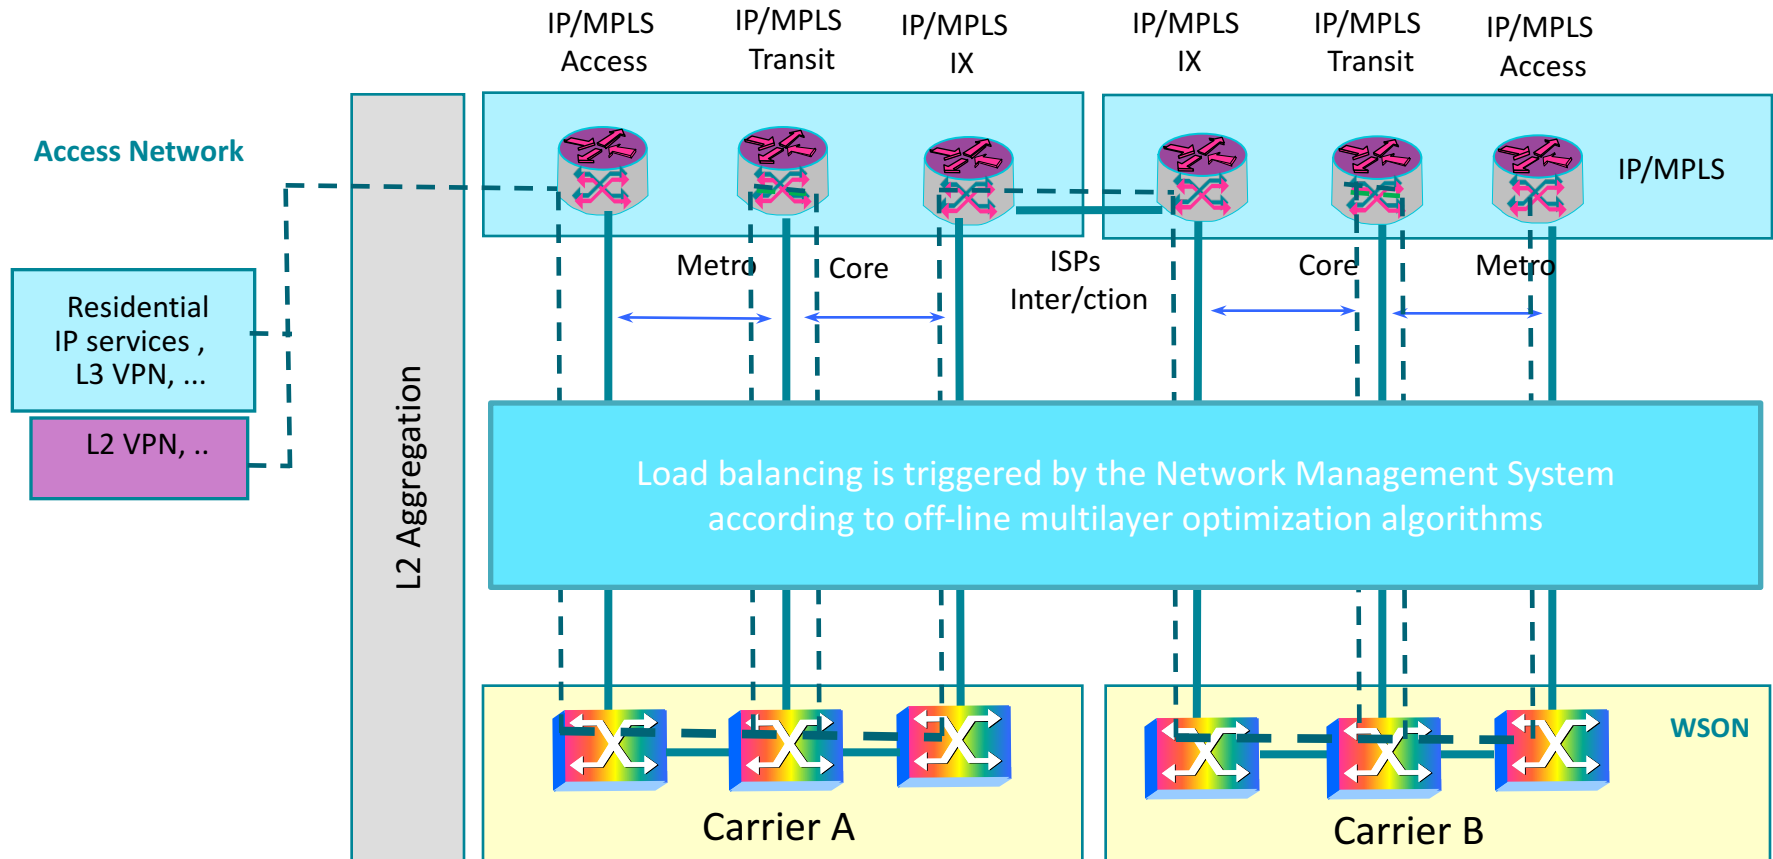 IP/MPLS
Access
IP/MPLS
Transit
IP/MPLS
IX
IP/MPLS
IX
IP/MPLS
Transit
IP/MPLS
Access
Access Network
IP/MPLS
Metro
Core
ISPs
Inter/ction
Core
Metro
Residential
IP services ,
L3 VPN, ...
L2 VPN, ..
L2 Aggregation
Load balancing is triggered by the Network Management System
according to off-line multilayer optimization algorithms
WSON
Carrier A
Carrier B